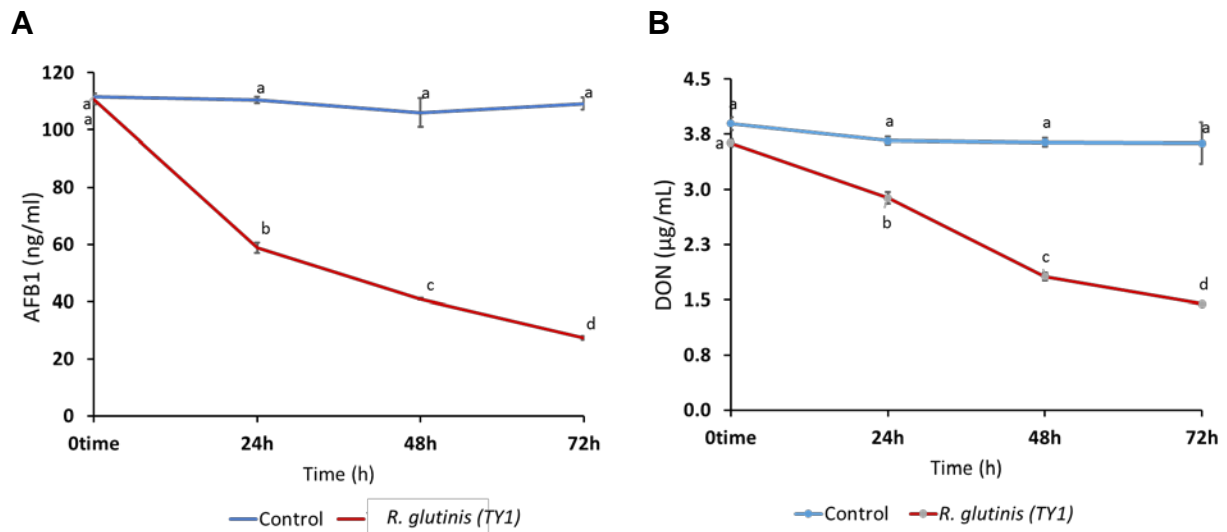 A
120
100
80
60
40
20
0
AFB1 (ng/ml)
a
a
a
a
a
b
c
d
0time 24h 48h 72h
Time (h)
Control R. glutinis (TY1)
B
4.5
3.8
3.0
2.3
1.5
0.8
0.0
DON (µg/mL)
a
a
a
a
a
b
c
d
0time 24h 48h 72h
Time (h)
Control R. glutinis (TY1)